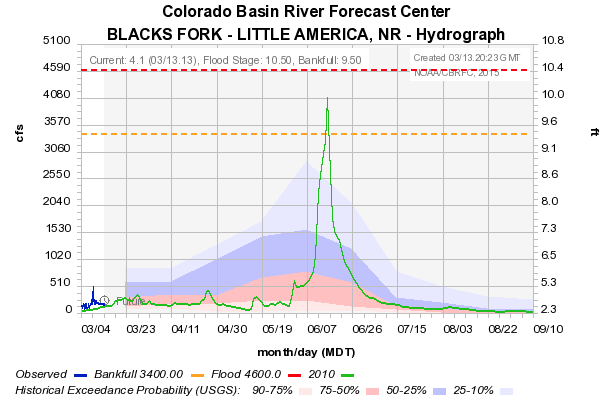 Colorado Basin River Forecast Center
BLACKS FORK - LITTLE AMERICA, NR - Hydrograph
5100
4590
4080
3570
3060
2550
2040
1530
1020
510
0
cfs
10.8
10.4
10.0
9.6
9.1
8.6
8.0
7.3
6.5
5.3
2.3
ft
Current: 4.1 (03/13.13), Flood Stage: 10.50, Bankfull: 9.50
Created 03/13.20:23 GMT
NOAA/CBRFC, 2015
Future
03/04 03/23 04/11 04/30 05/19 06/07 06/26 07/15 08/03 08/22 09/10
month/day (MDT)
Observed Bankfull 3400.00 Flood 4600.0 2010
Historical Exceedance Probability (USGS): 90-75% 75-50% 50-25% 25-10%